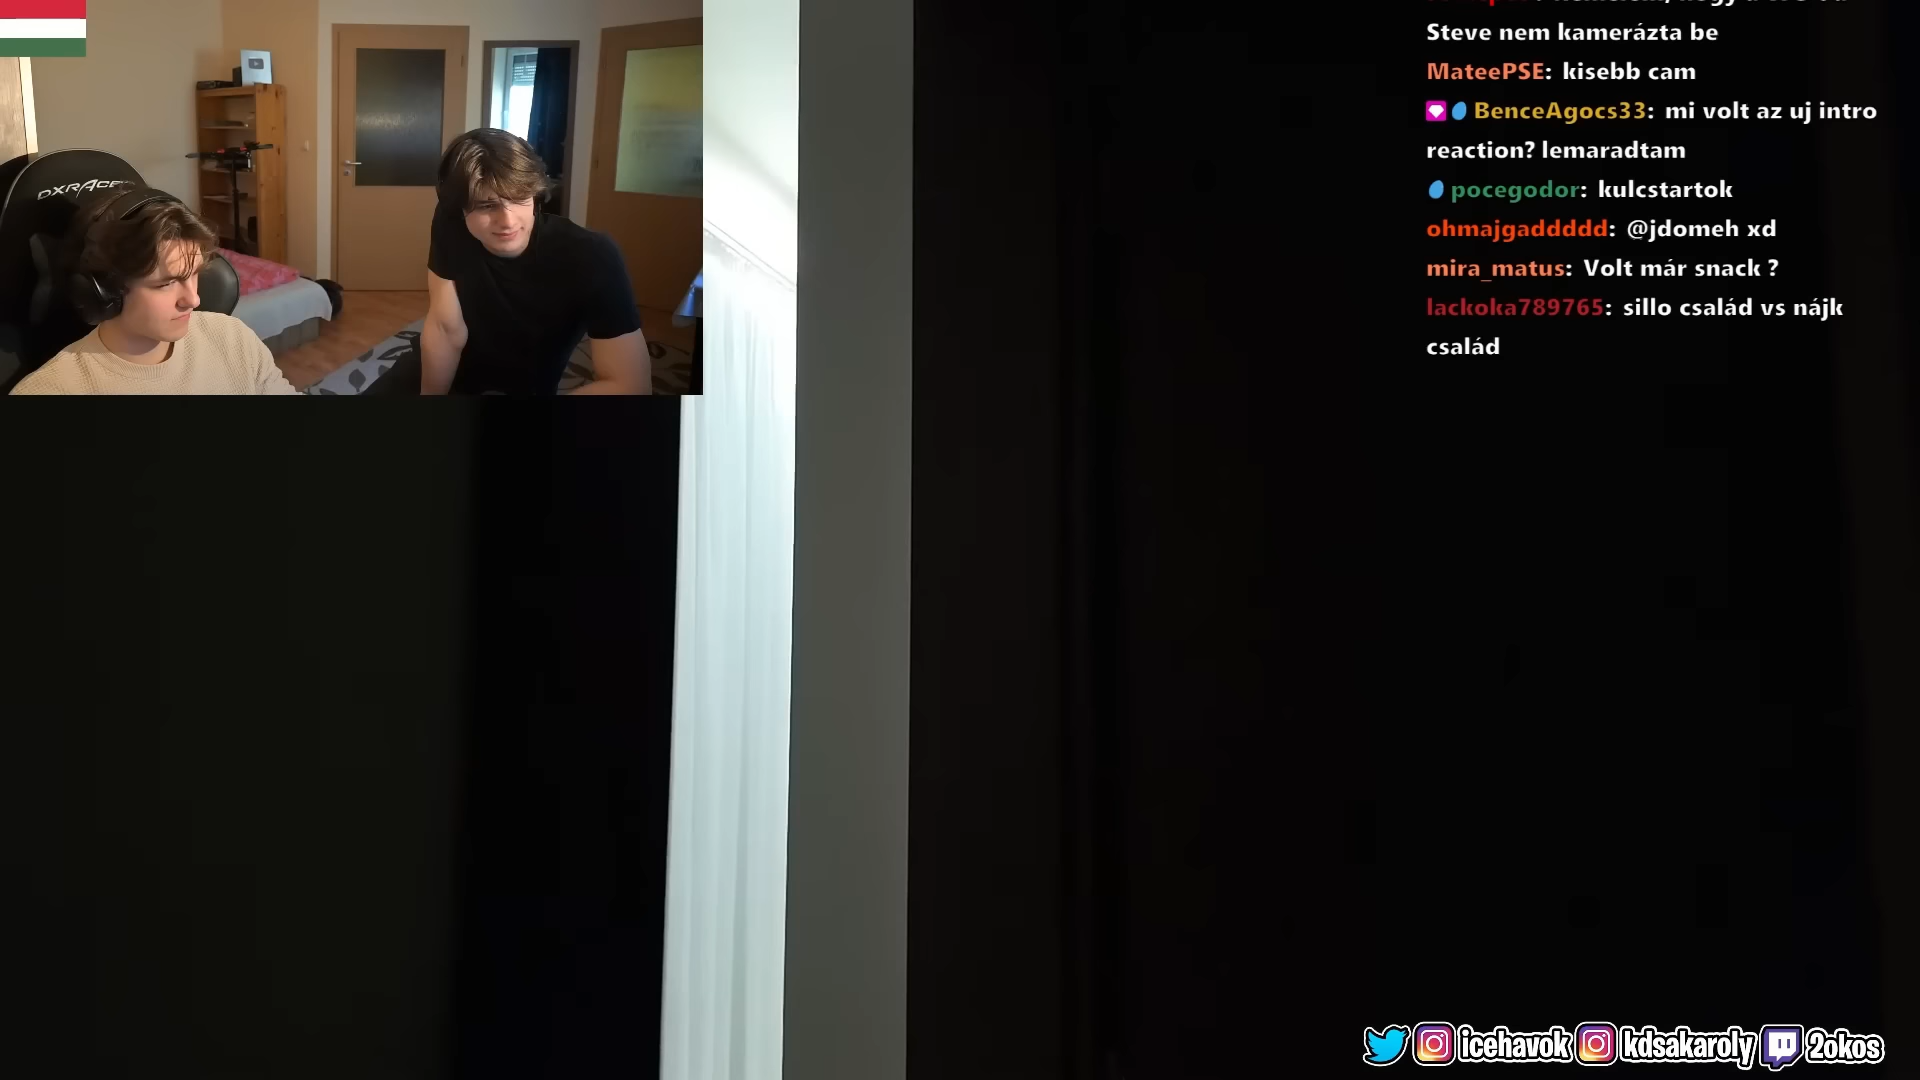 Steve nem kamerázta be
MateePSE: kisebb cam
BenceAgocs33: mi volt az uj intro
reaction? lemaradtam
pocegodor: kulcstartok
ohmajgaddddd: @jdomeh xd
mira_matus: Volt már snack ?
lackoka789765: sillo család vs nájk
család
DXRACER
icehavok kdsakaroly 2okos